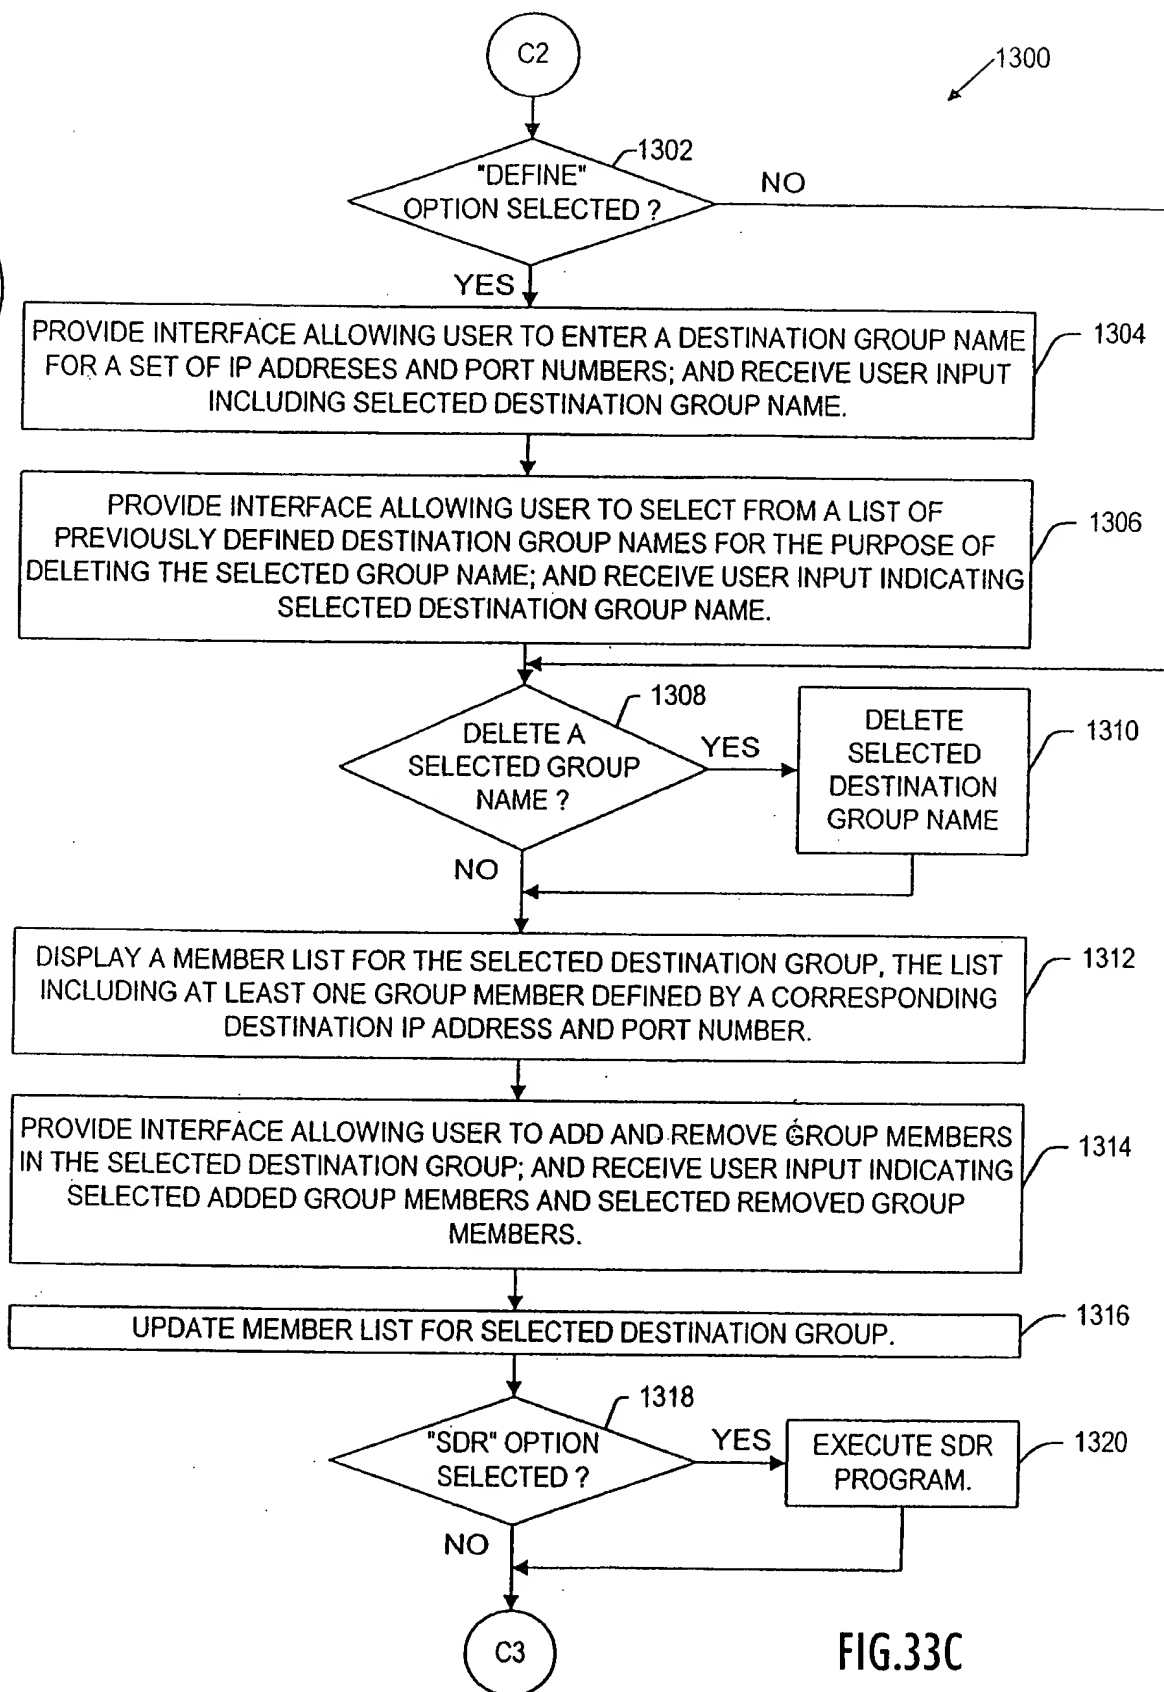 C2
1300
1302
"DEFINE"
OPTION SELECTED ?
NO
YES
PROVIDE INTERFACE ALLOWING USER TO ENTER A DESTINATION GROUP NAME
FOR A SET OF IP ADDRESES AND PORT NUMBERS; AND RECEIVE USER INPUT
INCLUDING SELECTED DESTINATION GROUP NAME.
1304
PROVIDE INTERFACE ALLOWING USER TO SELECT FROM A LIST OF
PREVIOUSLY DEFINED DESTINATION GROUP NAMES FOR THE PURPOSE OF
DELETING THE SELECTED GROUP NAME; AND RECEIVE USER INPUT INDICATING
SELECTED DESTINATION GROUP NAME.
1306
1308
DELETE A
SELECTED GROUP
NAME ?
YES
NO
DELETE
SELECTED
DESTINATION
GROUP NAME
1310
DISPLAY A MEMBER LIST FOR THE SELECTED DESTINATION GROUP, THE LIST
INCLUDING AT LEAST ONE GROUP MEMBER DEFINED BY A CORRESPONDING
DESTINATION IP ADDRESS AND PORT NUMBER.
1312
PROVIDE INTERFACE ALLOWING USER TO ADD AND REMOVE GROUP MEMBERS
IN THE SELECTED DESTINATION GROUP; AND RECEIVE USER INPUT INDICATING
SELECTED ADDED GROUP MEMBERS AND SELECTED REMOVED GROUP
MEMBERS.
1314
UPDATE MEMBER LIST FOR SELECTED DESTINATION GROUP.
1316
1318
"SDR" OPTION
SELECTED ?
YES
NO
EXECUTE SDR
PROGRAM.
1320
C3
FIG.33C